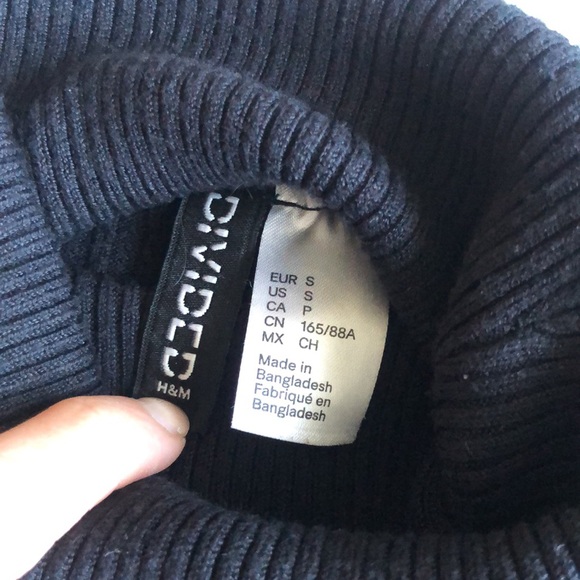 DIVIDED
H&M
EUR S
US S
CA P
CN 165/88A
MX CH
Made in
Bangladesh
Fabriqué en
Bangladesh